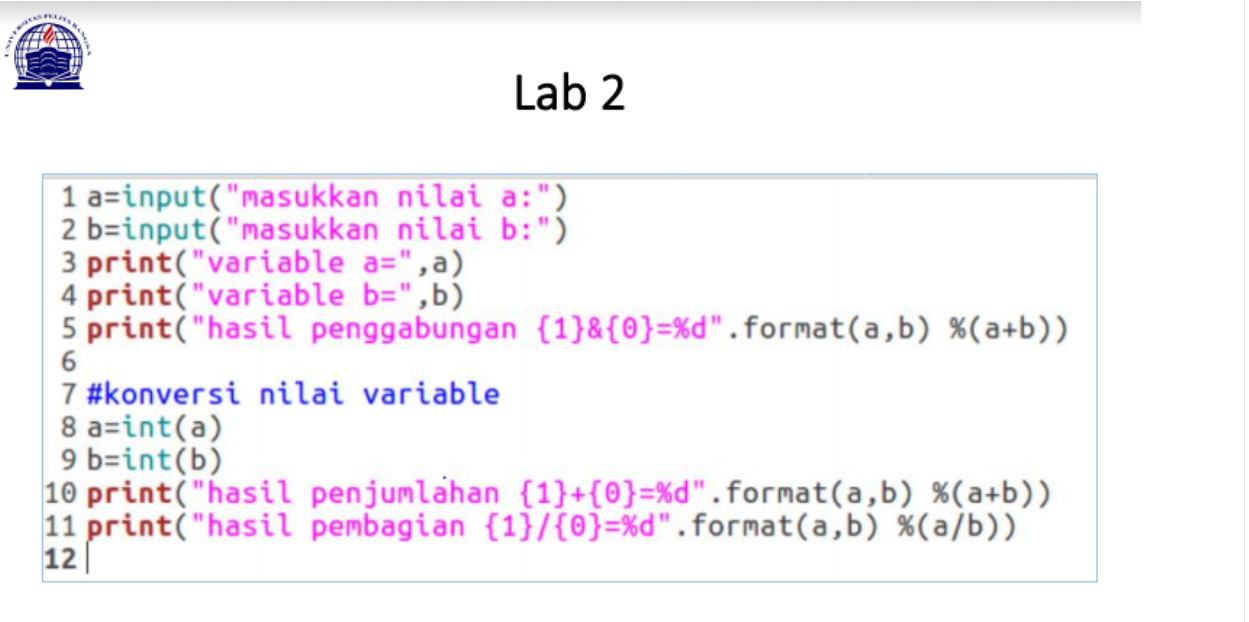 UNIVERSITAS PELITA BANGSA
Lab 2
1 a=input("masukkan nilai a:")
2 b=input("masukkan nilai b:")
3 print("variable a=",a)
4 print("variable b=",b)
5 print("hasil penggabungan {1}&{0}=%d".format(a,b) %(a+b))
6
7 #konversi nilai variable
8 a=int(a)
9 b=int(b)
10 print("hasil penjumlahan {1}+{0}=%d".format(a,b) %(a+b))
11 print("hasil pembagian {1}/{0}=%d".format(a,b) %(a/b))
12